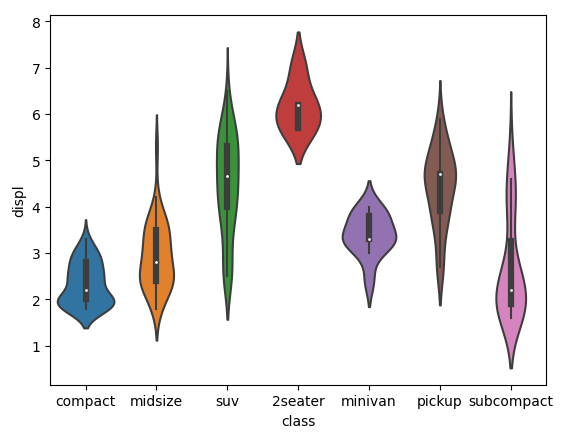 8
7
6
5
4
3
2
1
displ
compact midsize suv 2seater minivan pickup subcompact
class